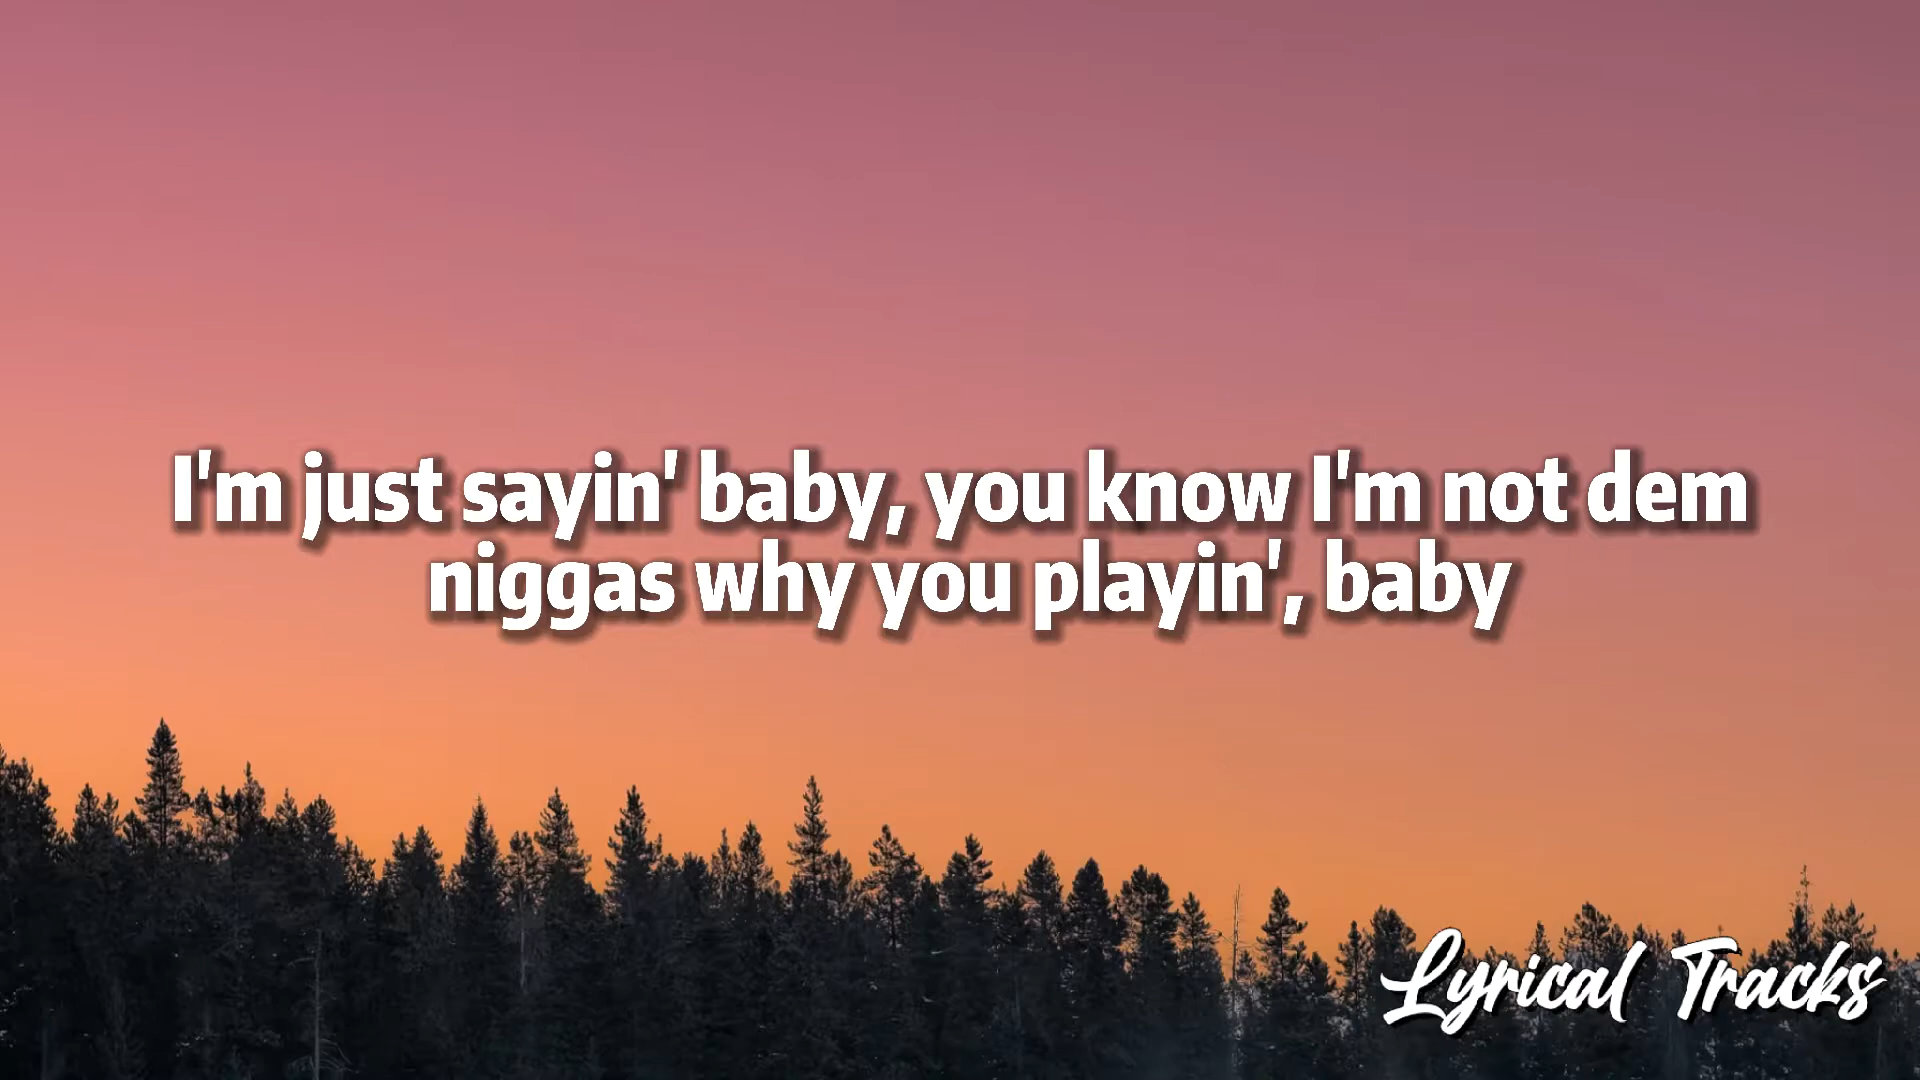 I'm just sayin' baby, you know I'm not dem
niggas why you playin', baby
Lyrical Tracks